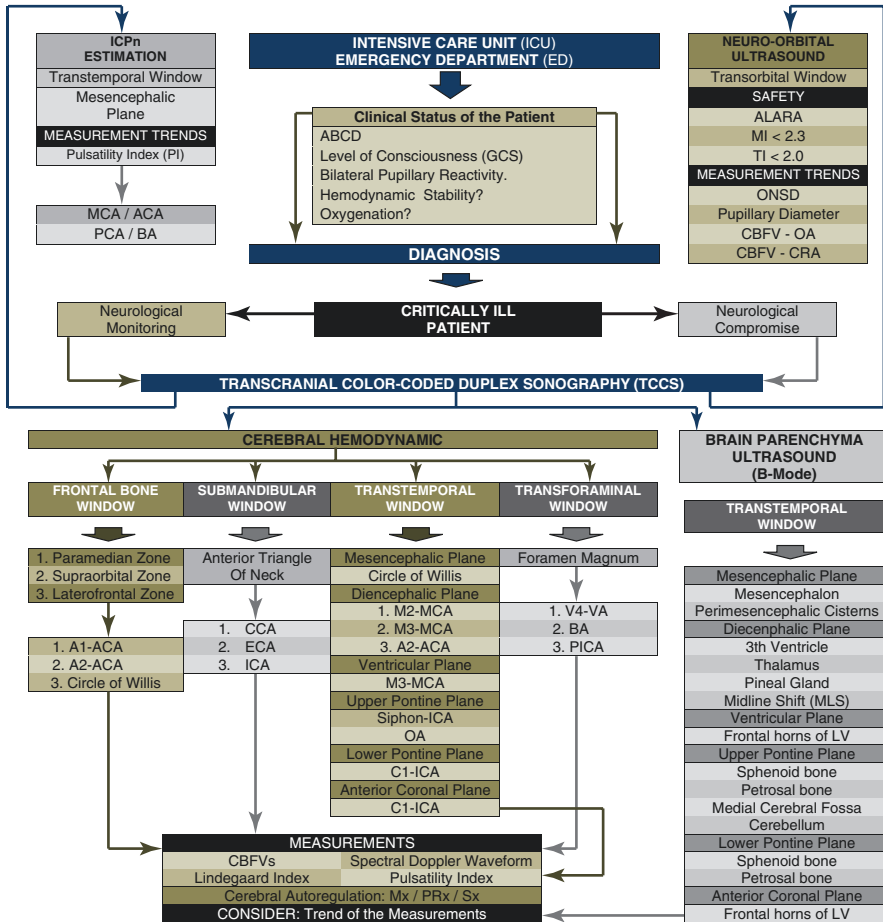 ICPn
ESTIMATION
Transtemporal Window
Mesencephalic
Plane
MEASUREMENT TRENDS
Pulsatility Index (PI)
MCA / ACA
PCA / BA
INTENSIVE CARE UNIT (ICU)
EMERGENCY DEPARTMENT (ED)
Clinical Status of the Patient
ABCD
Level of Consciousness (GCS)
Bilateral Pupillary Reactivity.
Hemodynamic Stability?
Oxygenation?
DIAGNOSIS
NEURO-ORBITAL
ULTRASOUND
Transorbital Window
SAFETY
ALARA
MI < 2.3
TI < 2.0
MEASUREMENT TRENDS
ONSD
Pupillary Diameter
CBFV - OA
CBFV - CRA
Neurological
Monitoring
CRITICALLY ILL
PATIENT
Neurological
Compromise
TRANSCRANIAL COLOR-CODED DUPLEX SONOGRAPHY (TCCS)
CEREBRAL HEMODYNAMIC
FRONTAL BONE
WINDOW
1. Paramedian Zone
2. Supraorbital Zone
3. Laterofrontal Zone
1. A1-ACA
2. A2-ACA
3. Circle of Willis
SUBMANDIBULAR
WINDOW
Anterior Triangle
Of Neck
1. CCA
2. ECA
3. ICA
TRANSTEMPORAL
WINDOW
Mesencephalic Plane
Circle of Willis
Diencephalic Plane
1. M2-MCA
2. M3-MCA
3. A2-ACA
Ventricular Plane
M3-MCA
Upper Pontine Plane
Siphon-ICA
OA
Lower Pontine Plane
C1-ICA
Anterior Coronal Plane
C1-ICA
TRANSFORAMINAL
WINDOW
Foramen Magnum
1. V4-VA
2. BA
3. PICA
BRAIN PARENCHYMA
ULTRASOUND
(B-Mode)
TRANSTEMPORAL
WINDOW
Mesencephalic Plane
Mesencephalon
Perimesencephalic Cisterns
Diecenphalic Plane
3th Ventricle
Thalamus
Pineal Gland
Midline Shift (MLS)
Ventricular Plane
Frontal horns of LV
Upper Pontine Plane
Sphenoid bone
Petrosal bone
Medial Cerebral Fossa
Cerebellum
Lower Pontine Plane
Sphenoid bone
Petrosal bone
Anterior Coronal Plane
Frontal horns of LV
MEASUREMENTS
CBFVs
Spectral Doppler Waveform
Lindegaard Index
Pulsatility Index
Cerebral Autoregulation: Mx / PRx / Sx
CONSIDER: Trend of the Measurements